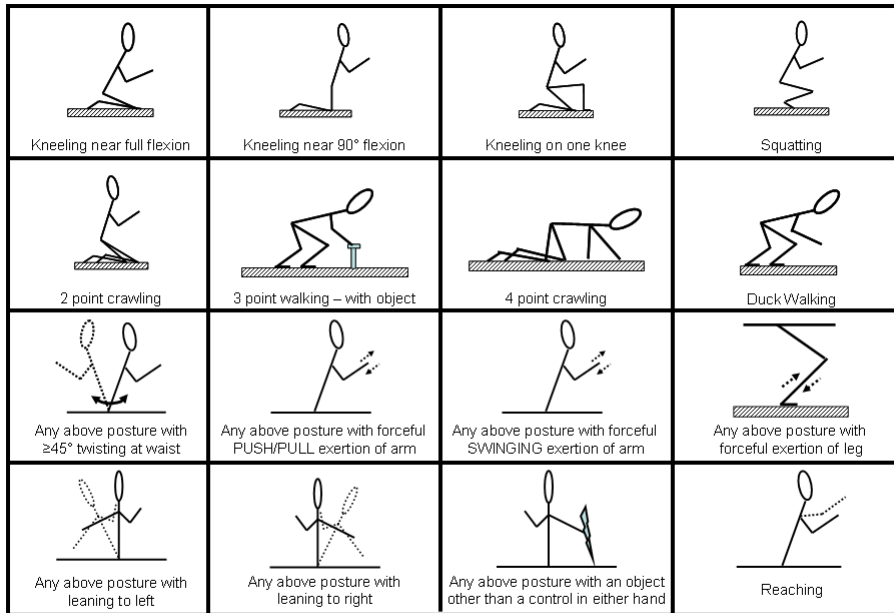 Kneeling near full flexion
Kneeling near 90° flexion
Kneeling on one knee
Squatting
2 point crawling
3 point walking – with object
4 point crawling
Duck Walking
Any above posture with
≥45° twisting at waist
Any above posture with forceful
PUSH/PULL exertion of arm
Any above posture with forceful
SWINGING exertion of arm
Any above posture with
forceful exertion of leg
Any above posture with
leaning to left
Any above posture with
leaning to right
Any above posture with an object
other than a control in either hand
Reaching